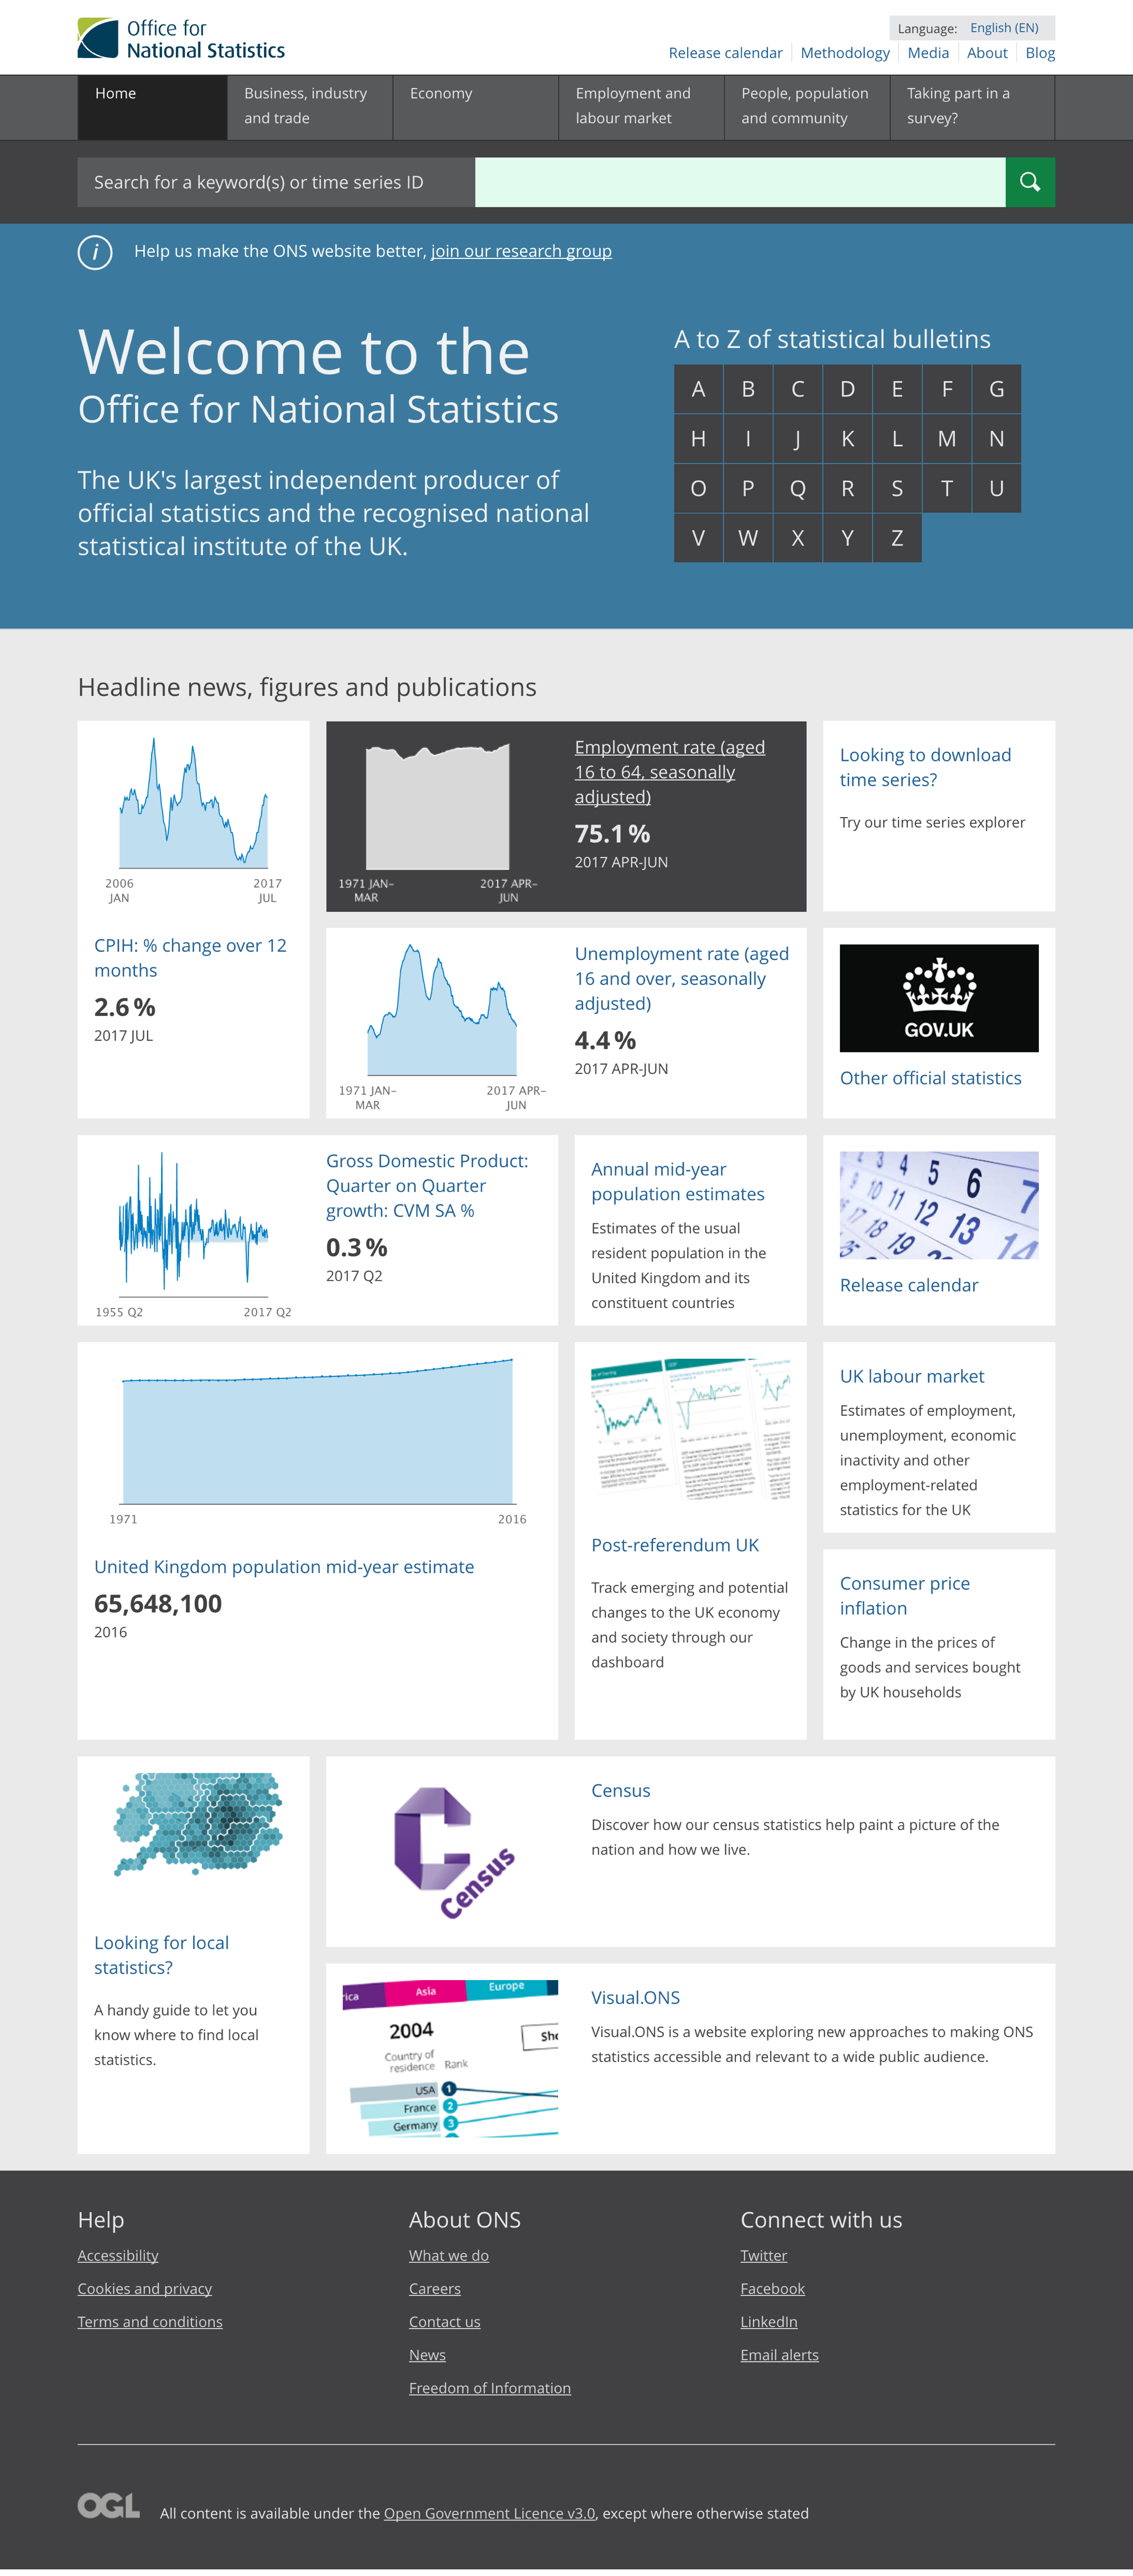 Office for
National Statistics
Language: English (EN)
Release calendar
Methodology
Media
About
Blog
Home
Business, industry
and trade
Economy
Employment and
labour market
People, population
and community
Taking part in a
survey?
Search for a keyword(s) or time series ID
i
Help us make the ONS website better, join our research group
Welcome to the
Office for National Statistics
The UK's largest independent producer of
official statistics and the recognised national
statistical institute of the UK.
A to Z of statistical bulletins
A B C D E F G
H I J K L M N
O P Q R S T U
V W X Y Z
Headline news, figures and publications
2006
JAN
2017
JUL
CPIH: % change over 12
months
2.6 %
2017 JUL
1971 JAN–
MAR
2017 APR–
JUN
Employment rate (aged
16 to 64, seasonally
adjusted)
75.1 %
2017 APR-JUN
Looking to download
time series?
Try our time series explorer
1971 JAN–
MAR
2017 APR–
JUN
Unemployment rate (aged
16 and over, seasonally
adjusted)
4.4 %
2017 APR-JUN
GOV.UK
Other official statistics
1955 Q2
2017 Q2
Gross Domestic Product:
Quarter on Quarter
growth: CVM SA %
0.3 %
2017 Q2
Annual mid-year
population estimates
Estimates of the usual
resident population in the
United Kingdom and its
constituent countries
2 3 4 5 6 7
9 10 11 12 13 14
17 18 19
Release calendar
1971
2016
United Kingdom population mid-year estimate
65,648,100
2016
Post-referendum UK
Track emerging and potential
changes to the UK economy
and society through our
dashboard
UK labour market
Estimates of employment,
unemployment, economic
inactivity and other
employment-related
statistics for the UK
Consumer price
inflation
Change in the prices of
goods and services bought
by UK households
Looking for local
statistics?
A handy guide to let you
know where to find local
statistics.
Census
Census
Discover how our census statistics help paint a picture of the
nation and how we live.
rica
Asia
Europe
2004
Sho
Country of
residence
Rank
USA 1
France 2
Germany 3
Visual.ONS
Visual.ONS is a website exploring new approaches to making ONS
statistics accessible and relevant to a wide public audience.
Help
Accessibility
Cookies and privacy
Terms and conditions
About ONS
What we do
Careers
Contact us
News
Freedom of Information
Connect with us
Twitter
Facebook
LinkedIn
Email alerts
OGL
All content is available under the Open Government Licence v3.0, except where otherwise stated